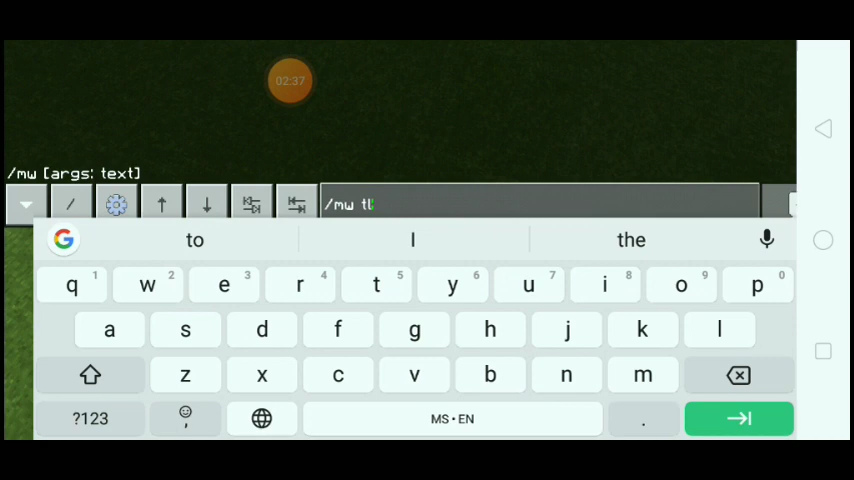 02:37
/mw [args: text]
/ /mw tl
to I the
q 1 w 2 e 3 r 4 t 5 y 6 u 7 i 8 o 9 p 0
a s d f g h j k l
z x c v b n m
?123 , MS • EN .